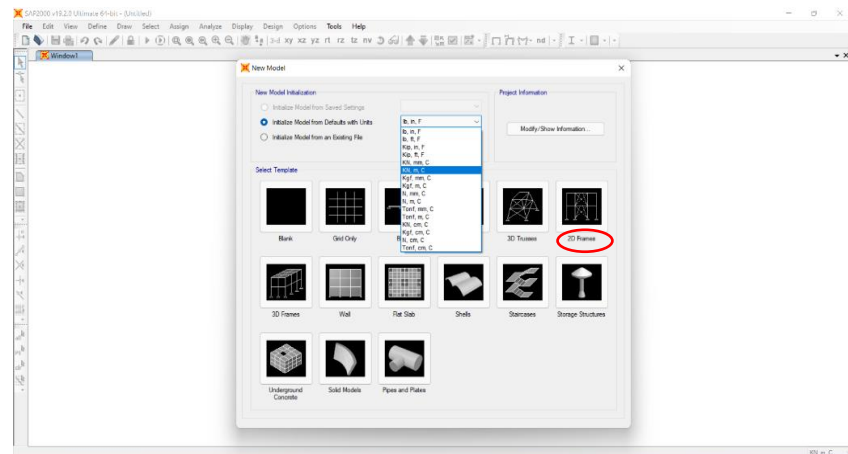 SAP2000 v19.2.0 Ultimate 64-bit - (Untitled)
File Edit View Define Draw Select Assign Analyze Display Design Options Tools Help
xy xz yz rt rz tz nv
nd
Window1
New Model
New Model Initialization
Project Information
Initialize Model from Saved Settings
Initialize Model from Defaults with Units
lb, in, F
Initialize Model from an Existing File
Modify/Show Information...
lb, in, F
lb, ft, F
Kip, in, F
Kip, ft, F
KN, mm, C
KN, m, C
Kgf, mm, C
Kgf, m, C
N, mm, C
N, m, C
Tonf, mm, C
Tonf, m, C
KN, cm, C
Kgf, cm, C
N, cm, C
Tonf, cm, C
Select Template
Blank
Grid Only
3D Trusses
2D Frames
3D Frames
Wall
Flat Slab
Shells
Staircases
Storage Structures
Underground
Concrete
Solid Models
Pipes and Plates
KN, m, C